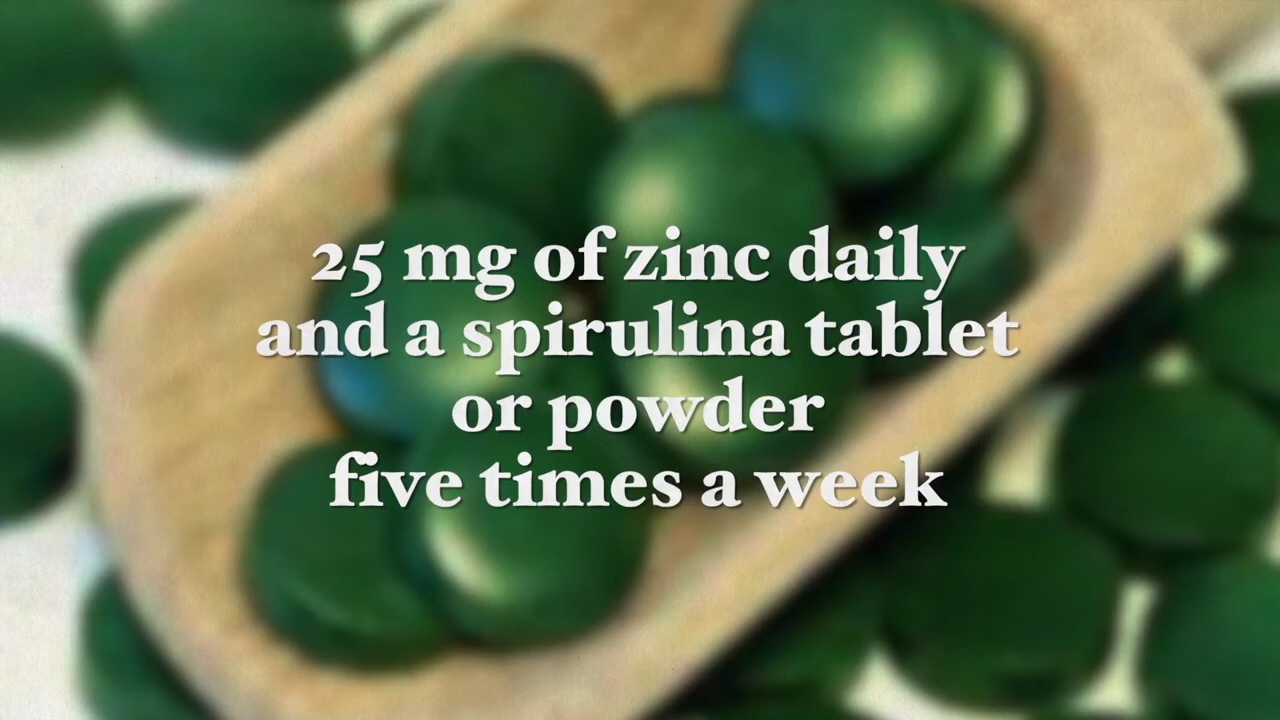 25 mg of zinc daily
and a spirulina tablet
or powder
five times a week